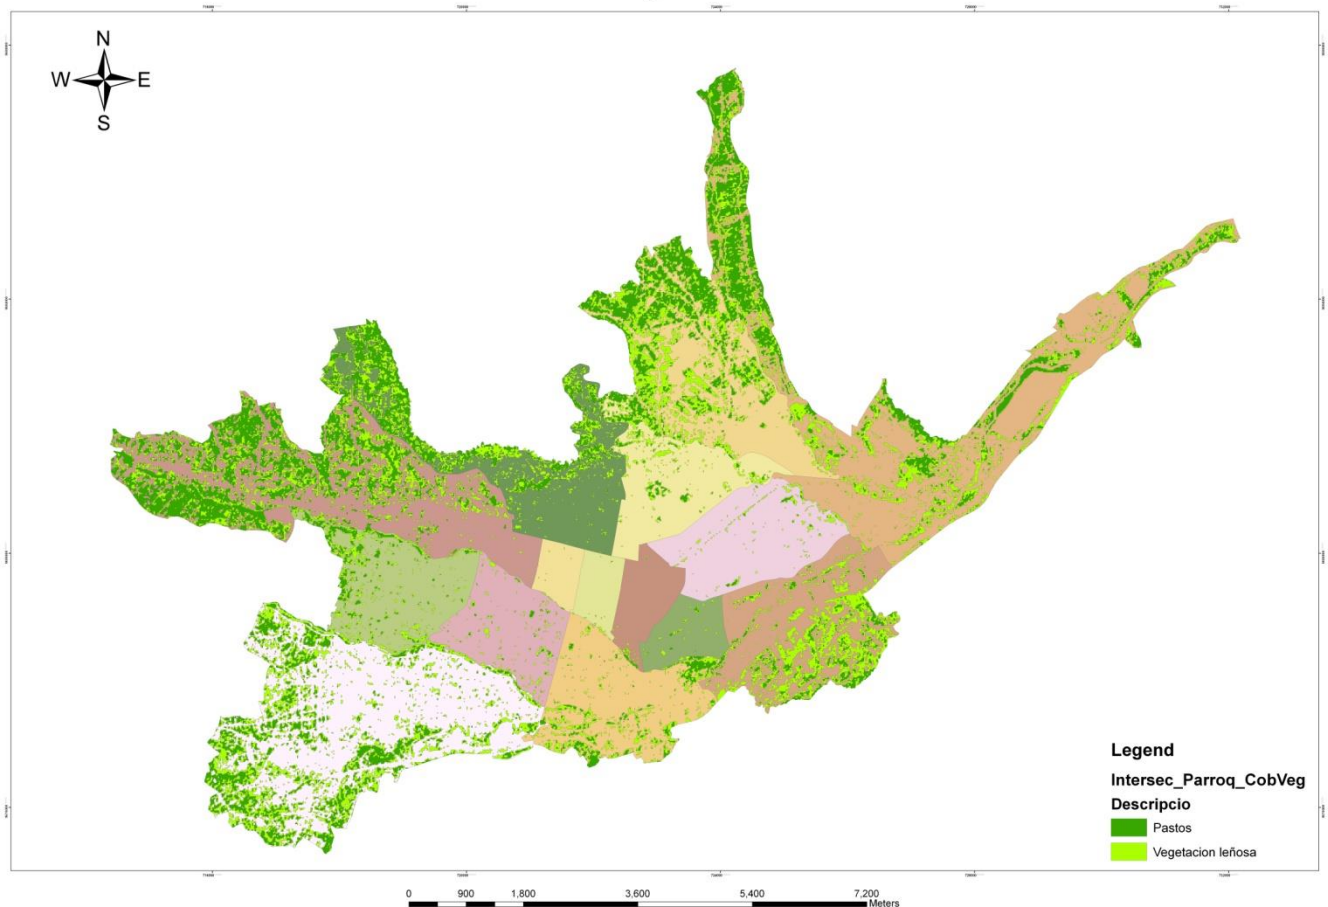 N
W E
S
Legend
Intersec_Parroq_CobVeg
Descripcio
Pastos
Vegetacion leñosa
0 900 1,800 3,600 5,400 7,200
Meters